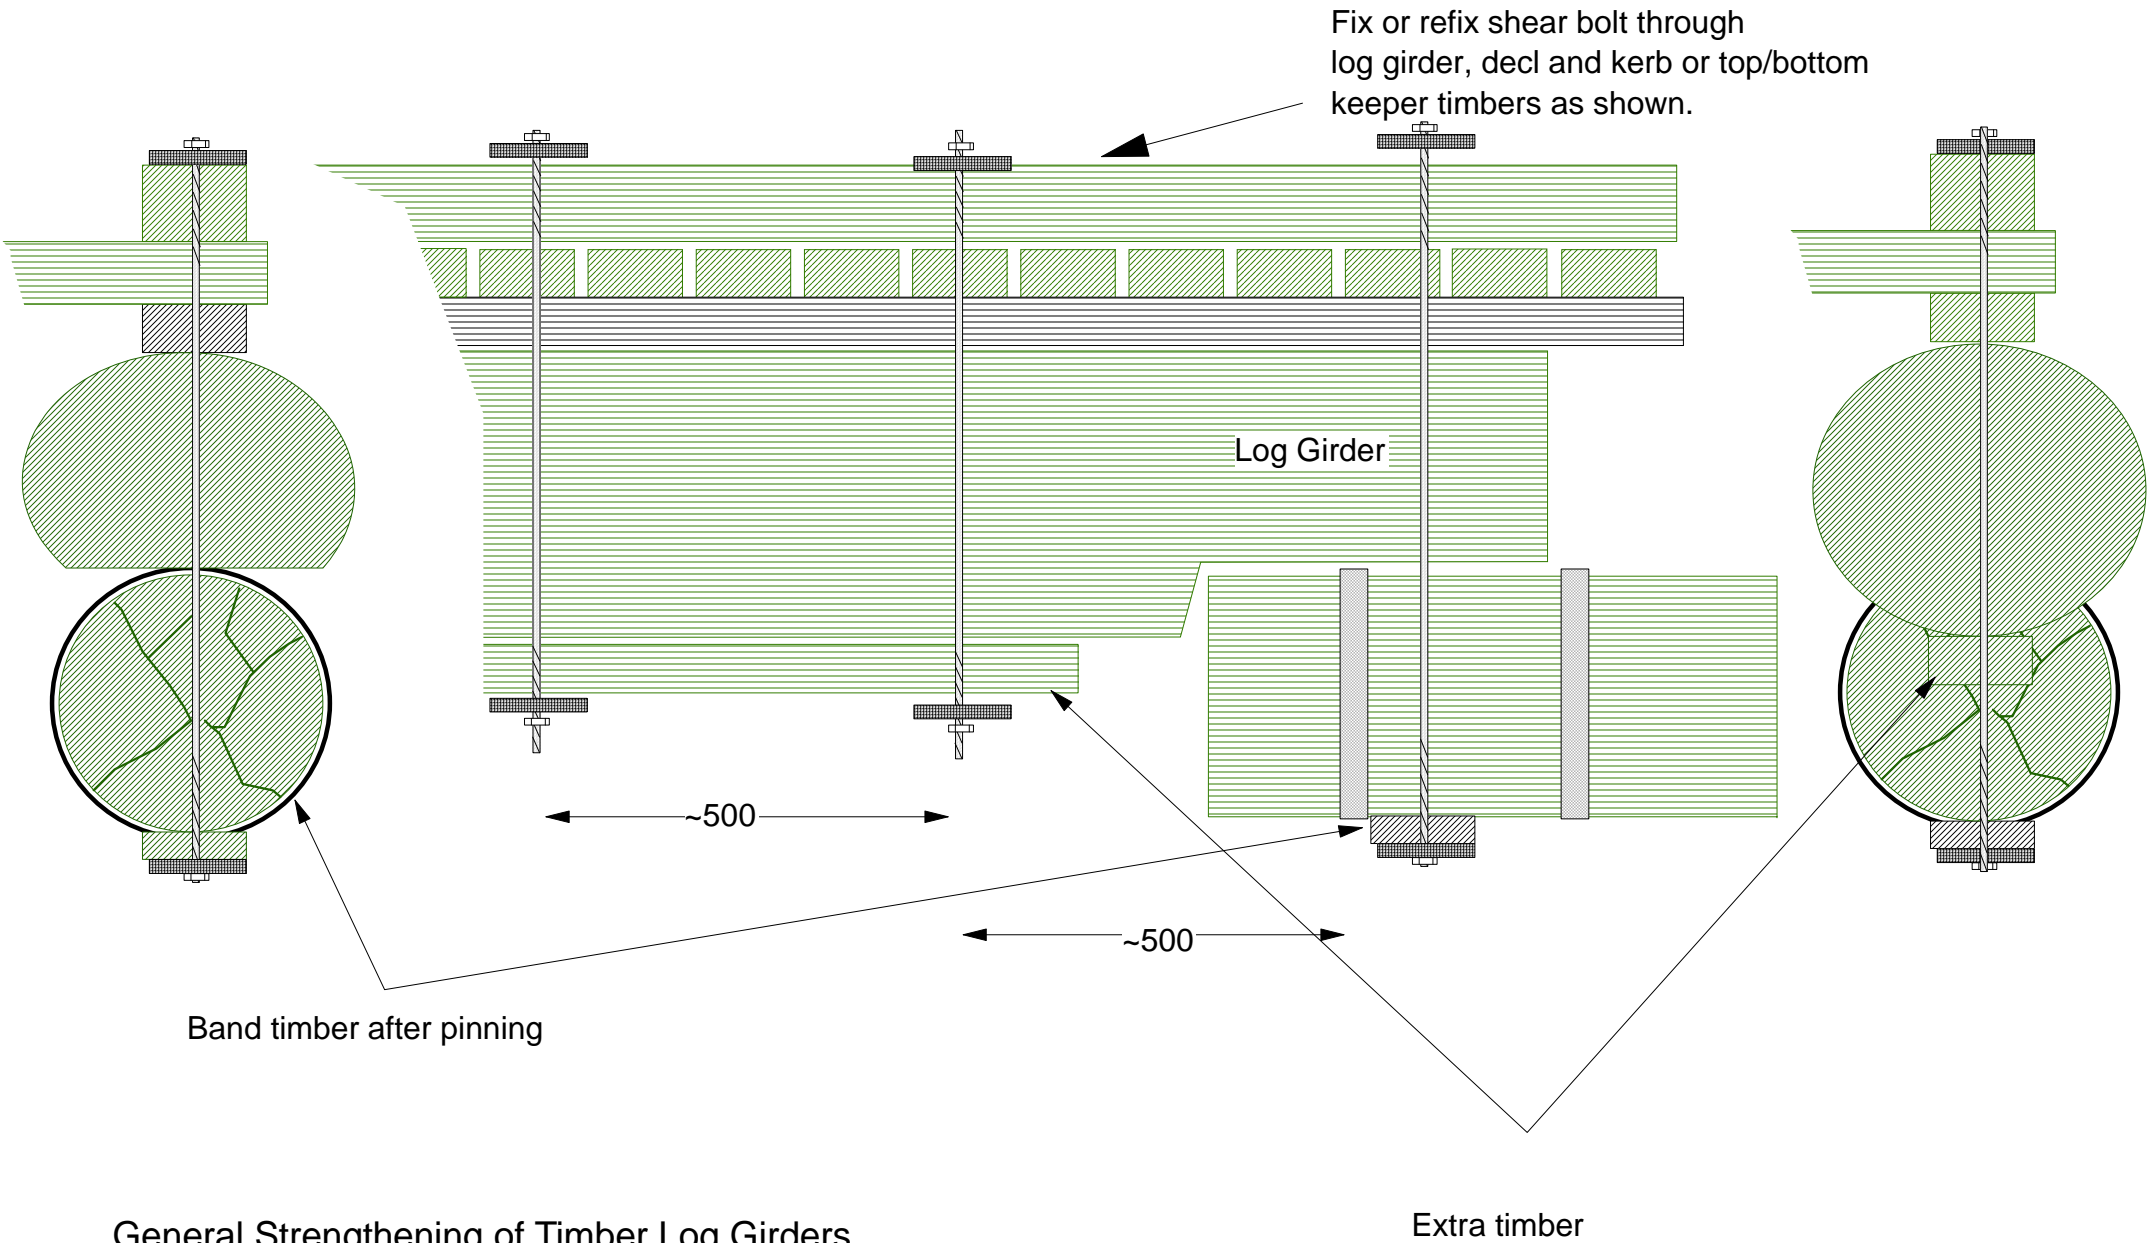 Fix or refix shear bolt through
log girder, decl and kerb or top/bottom
keeper timbers as shown.
Log Girder
~500
~500
Band timber after pinning
Extra timber
General Strengthening of Timber Log Girders